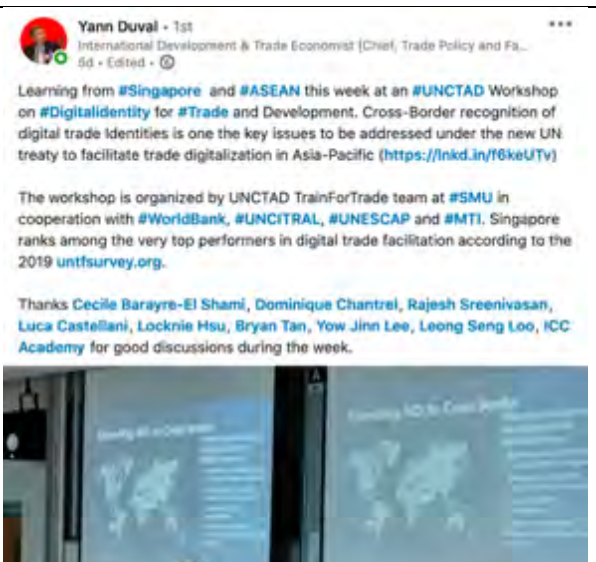 Yann Duval • 1st
International Development & Trade Economist (Chief, Trade Policy and Fa...
6d • Edited •
Learning from #Singapore and #ASEAN this week at an #UNCTAD Workshop
on #Digitalidentity for #Trade and Development. Cross-Border recognition of
digital trade Identities is one the key issues to be addressed under the new UN
treaty to facilitate trade digitalization in Asia-Pacific (https://lnkd.in/f6keUTv)
The workshop is organized by UNCTAD TrainForTrade team at #SMU in
cooperation with #WorldBank, #UNCITRAL, #UNESCAP and #MTI. Singapore
ranks among the very top performers in digital trade facilitation according to the
2019 untfsurvey.org.
Thanks Cecile Barayre-El Shami, Dominique Chantrel, Rajesh Sreenivasan,
Luca Castellani, Locknie Hsu, Bryan Tan, Yow Jinn Lee, Leong Seng Loo, ICC
Academy for good discussions during the week.
A